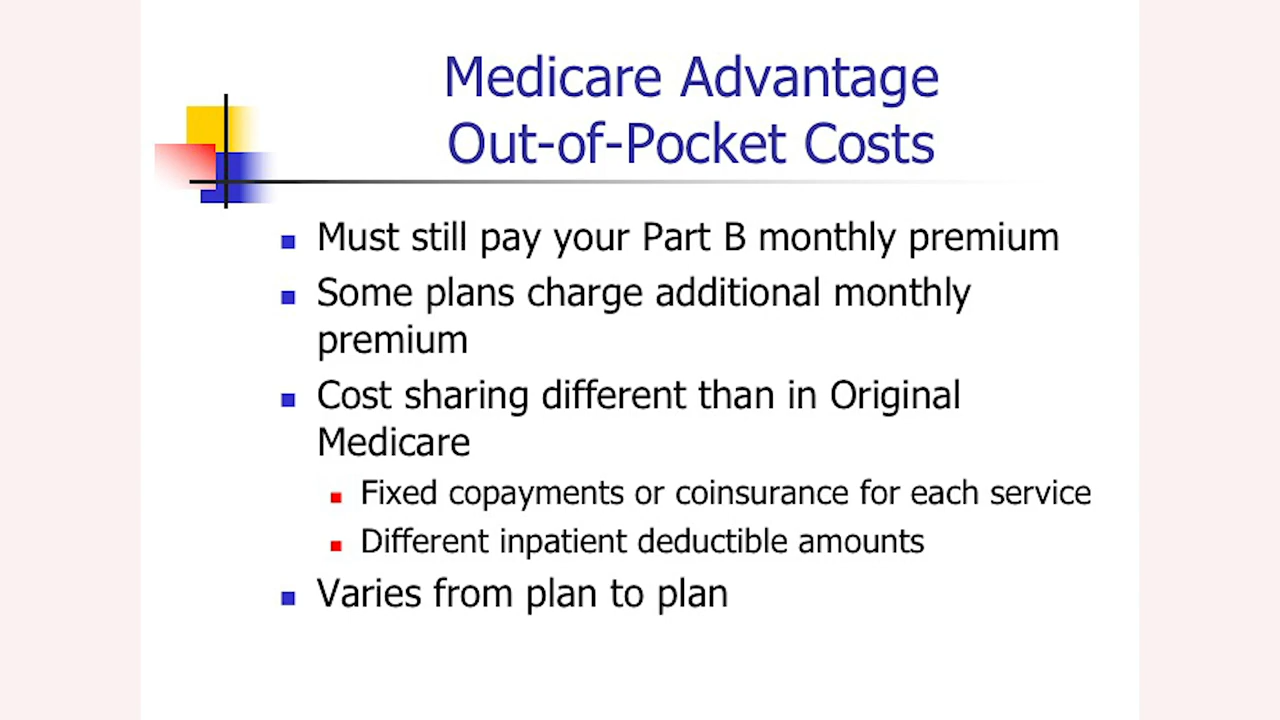 Medicare Advantage
Out-of-Pocket Costs
Must still pay your Part B monthly premium
Some plans charge additional monthly
premium
Cost sharing different than in Original
Medicare
Fixed copayments or coinsurance for each service
Different inpatient deductible amounts
Varies from plan to plan